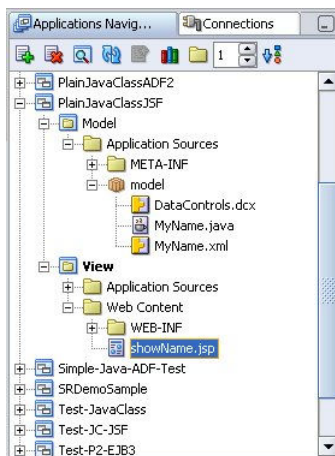 Applications Navig...
Connections
1
PlainJavaClassADF2
PlainJavaClassJSF
Model
Application Sources
META-INF
model
DataControls.dcx
MyName.java
MyName.xml
View
Application Sources
Web Content
WEB-INF
showName.jsp
Simple-Java-ADF-Test
SRDemoSample
Test-JavaClass
Test-JC-JSF
Test-P2-EJB3